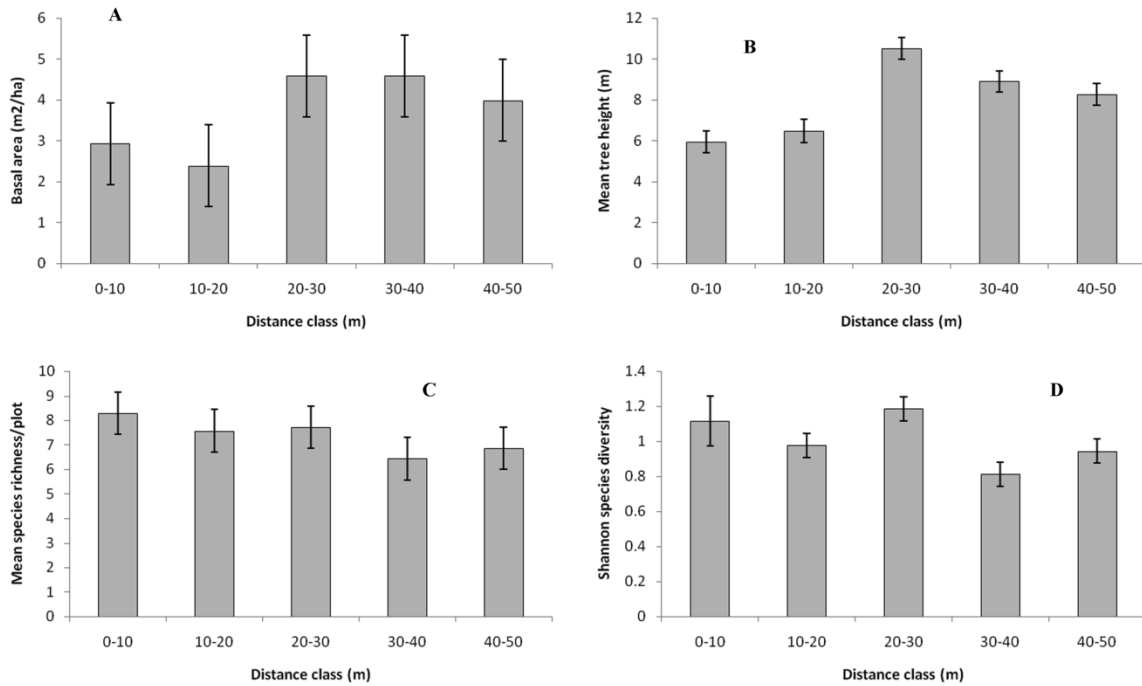 A
Basal area (m2/ha)
6
5
4
3
2
1
0
0-10 10-20 20-30 30-40 40-50
Distance class (m)
B
Mean tree height (m)
12
10
8
6
4
2
0
0-10 10-20 20-30 30-40 40-50
Distance class (m)
C
Mean species richness/plot
10
9
8
7
6
5
4
3
2
1
0
0-10 10-20 20-30 30-40 40-50
Distance class (m)
D
Shannon species diversity
1.4
1.2
1
0.8
0.6
0.4
0.2
0
0-10 10-20 20-30 30-40 40-50
Distance class (m)